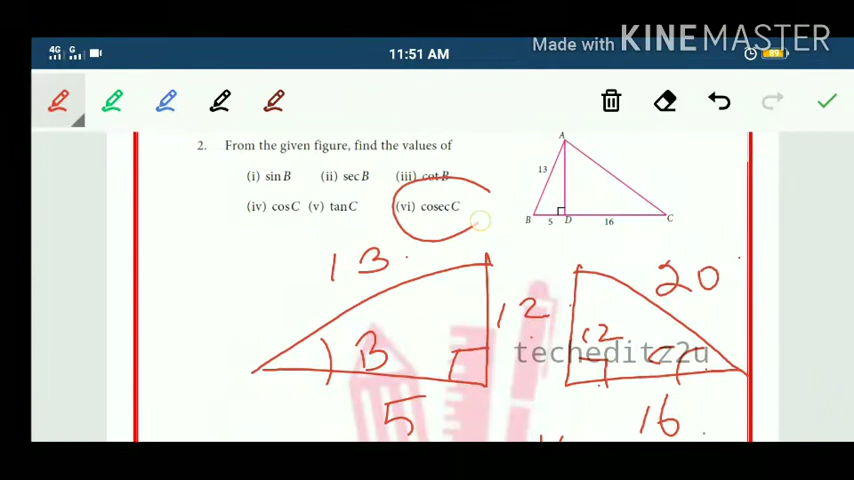 4G G 11:51 AM 89
Made with KINEMASTER
2. From the given figure, find the values of
(i) sin B (ii) sec B (iii) cot B
(iv) cos C (v) tan C (vi) cosec C
A
13
B 5 D 16 C
13
20
12
12
B
C
techeditz2u
5
16